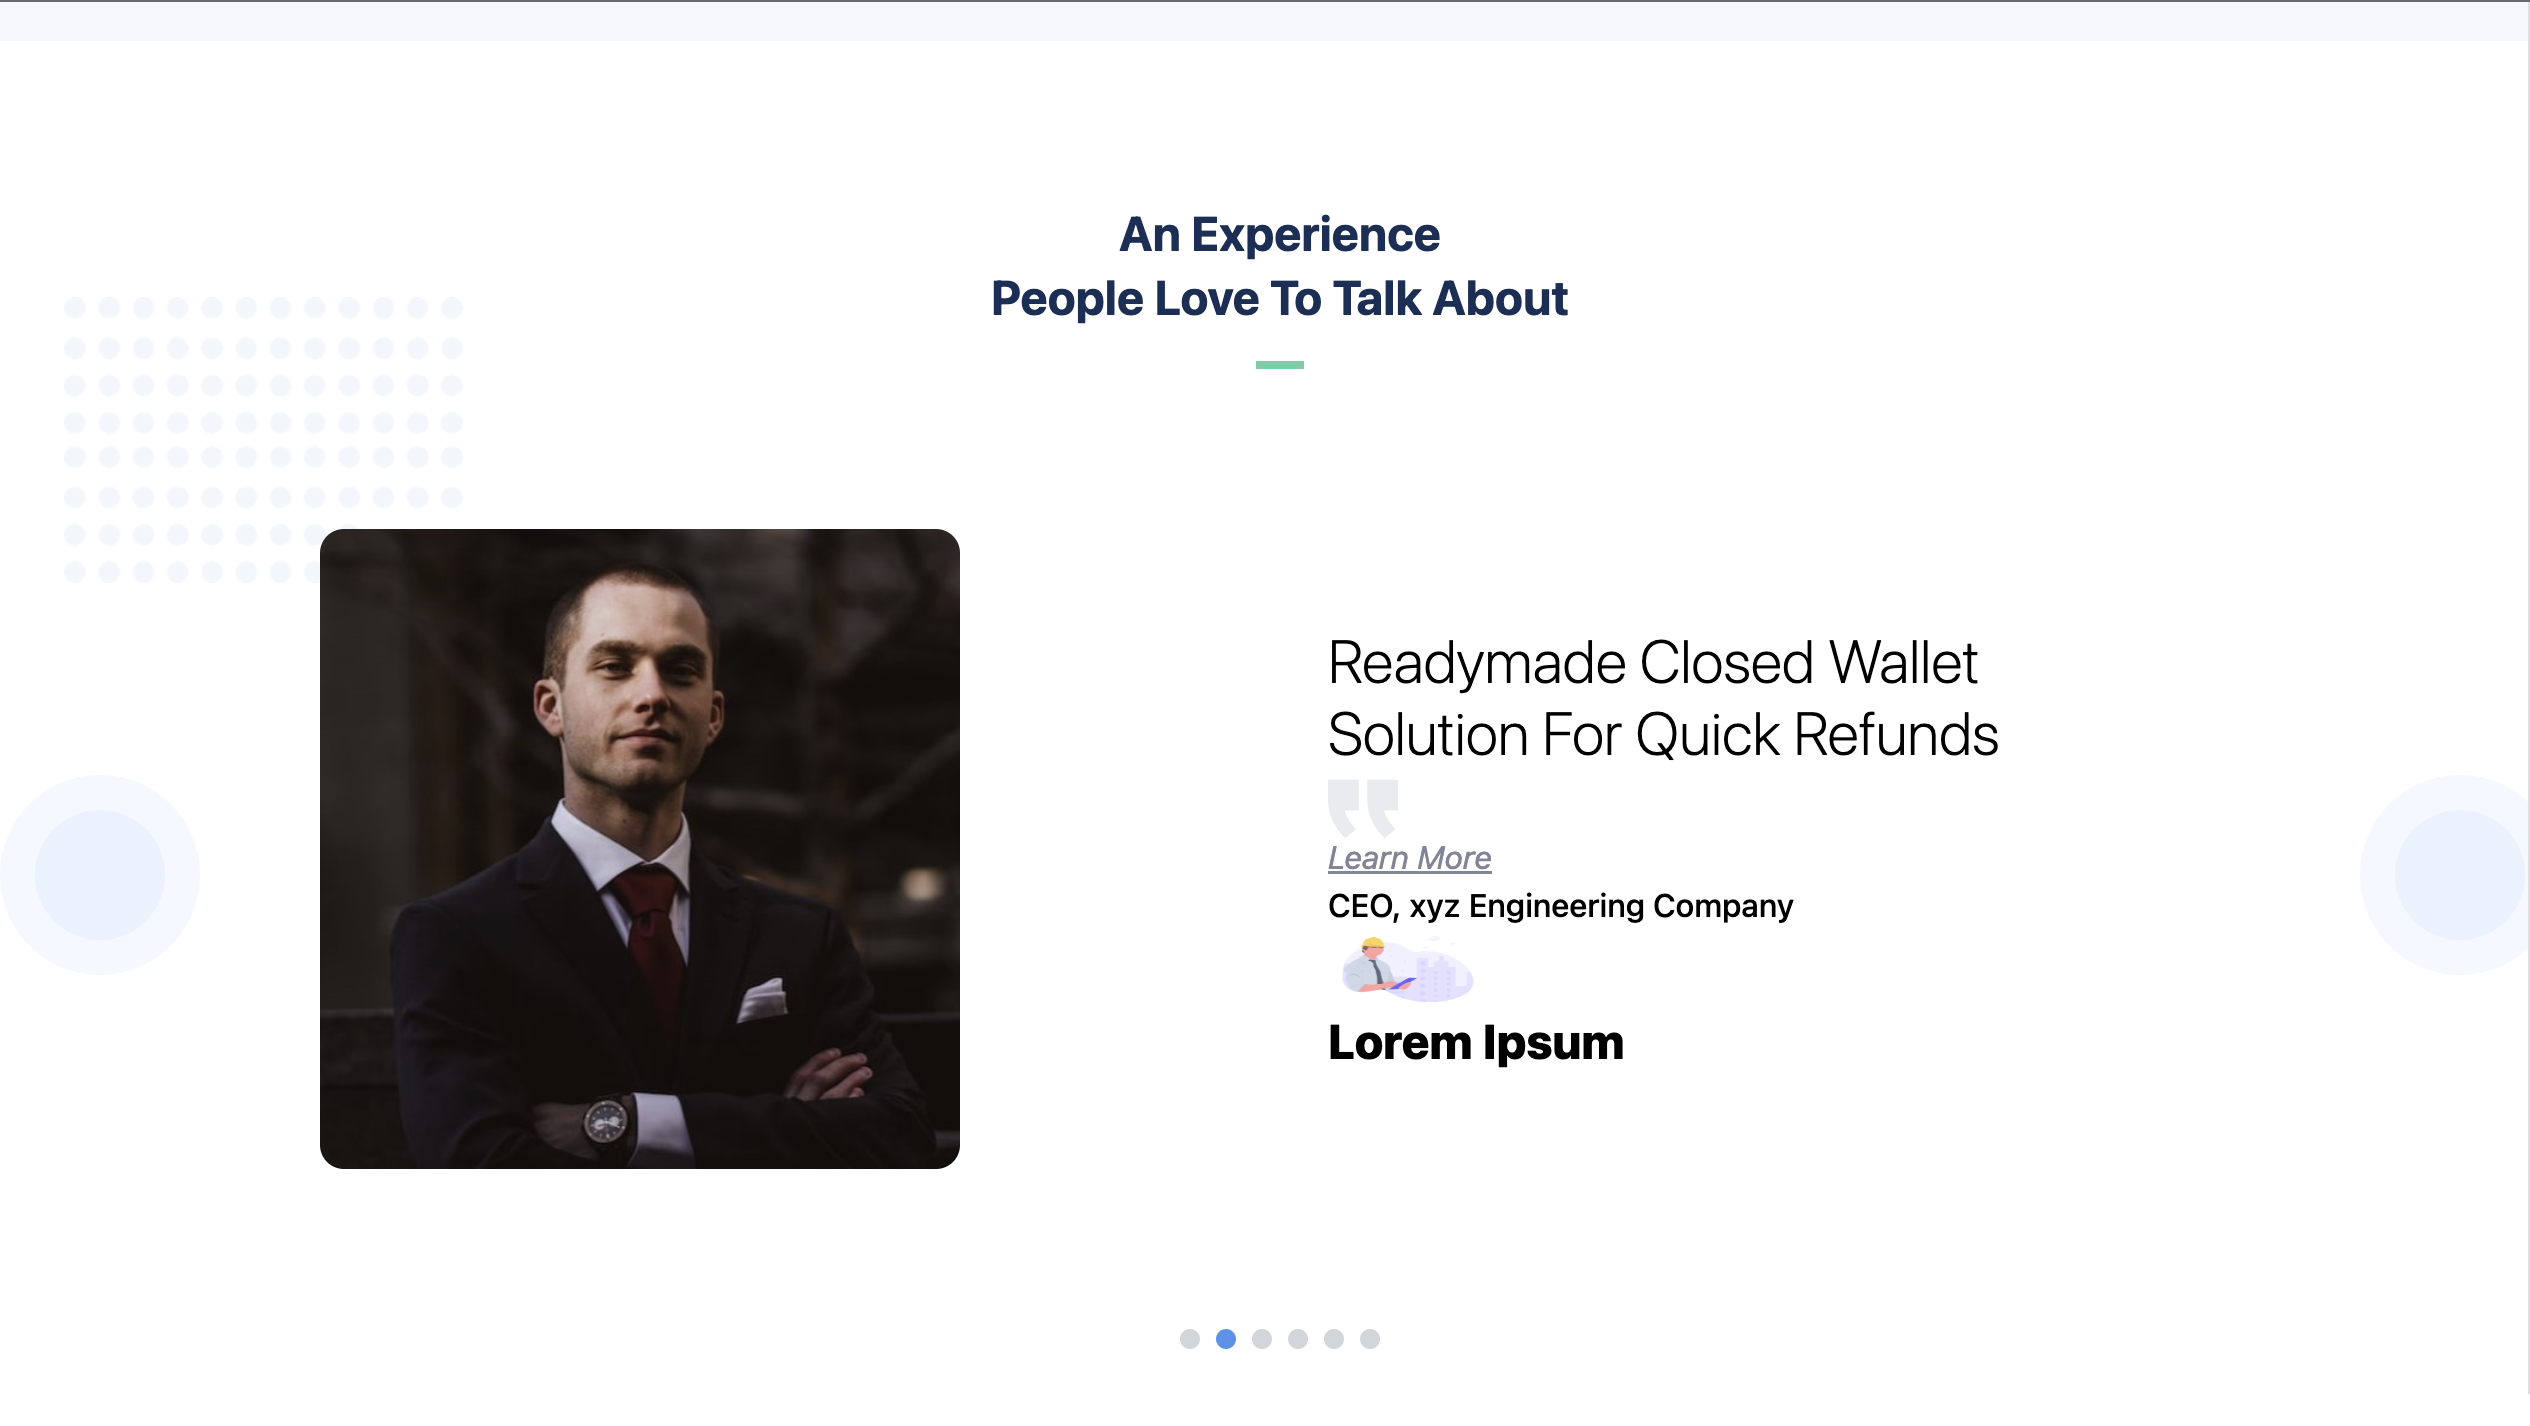 An Experience
People Love To Talk About
Readymade Closed Wallet
Solution For Quick Refunds
Learn More
CEO, xyz Engineering Company
Lorem Ipsum